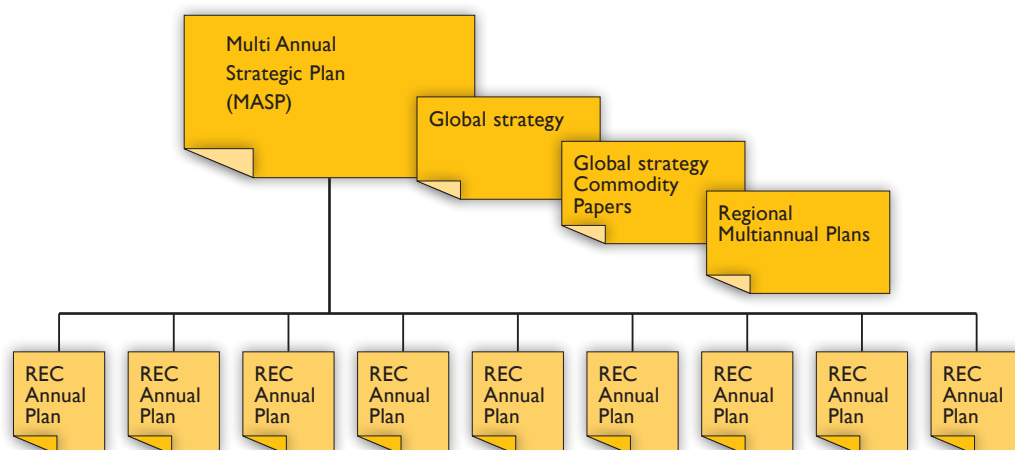 Multi Annual
Strategic Plan
(MASP)
Global strategy
Global strategy
Commodity
Papers
Regional
Multiannual Plans
REC
Annual
Plan
REC
Annual
Plan
REC
Annual
Plan
REC
Annual
Plan
REC
Annual
Plan
REC
Annual
Plan
REC
Annual
Plan
REC
Annual
Plan
REC
Annual
Plan